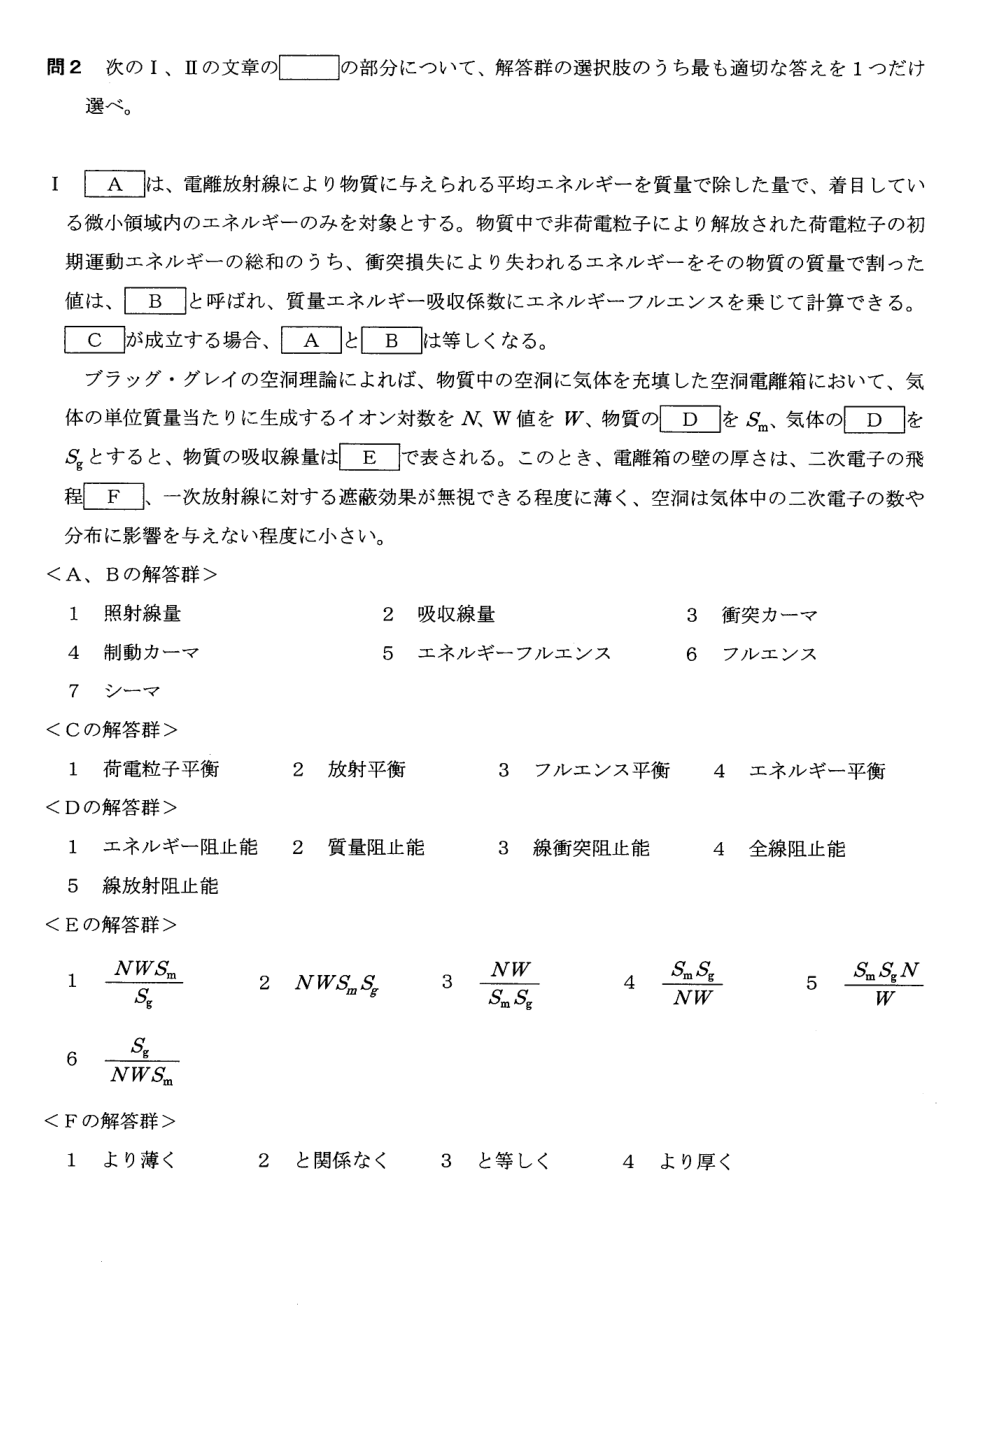 問2 次のⅠ、Ⅱの文章の の部分について、解答群の選択肢のうち最も適切な答えを1つだけ
選べ。
Ⅰ A は、電離放射線により物質に与えられる平均エネルギーを質量で除した量で、着目してい
る微小領域内のエネルギーのみを対象とする。物質中で非荷電粒子により解放された荷電粒子の初
期運動エネルギーの総和のうち、衝突損失により失われるエネルギーをその物質の質量で割った
値は、 B と呼ばれ、質量エネルギー吸収係数にエネルギーフルエンスを乗じて計算できる。
C が成立する場合、 A と B は等しくなる。
ブラッグ・グレイの空洞理論によれば、物質中の空洞に気体を充填した空洞電離箱において、気
体の単位質量当たりに生成するイオン対数を N、W値を W、物質の D を Sm、気体の D を
Sgとすると、物質の吸収線量は E で表される。このとき、電離箱の壁の厚さは、二次電子の飛
程 F 、一次放射線に対する遮蔽効果が無視できる程度に薄く、空洞は気体中の二次電子の数や
分布に影響を与えない程度に小さい。
＜A、Bの解答群＞
1 照射線量 2 吸収線量 3 衝突カーマ
4 制動カーマ 5 エネルギーフルエンス 6 フルエンス
7 シーマ
＜Cの解答群＞
1 荷電粒子平衡 2 放射平衡 3 フルエンス平衡 4 エネルギー平衡
＜Dの解答群＞
1 エネルギー阻止能 2 質量阻止能 3 線衝突阻止能 4 全線阻止能
5 線放射阻止能
＜Eの解答群＞
1 NWSm/Sg 2 NWSmSg 3 NW/SmSg 4 SmSg/NW 5 SmSgN/W
6 Sg/NWSm
＜Fの解答群＞
1 より薄く 2 と関係なく 3 と等しく 4 より厚く